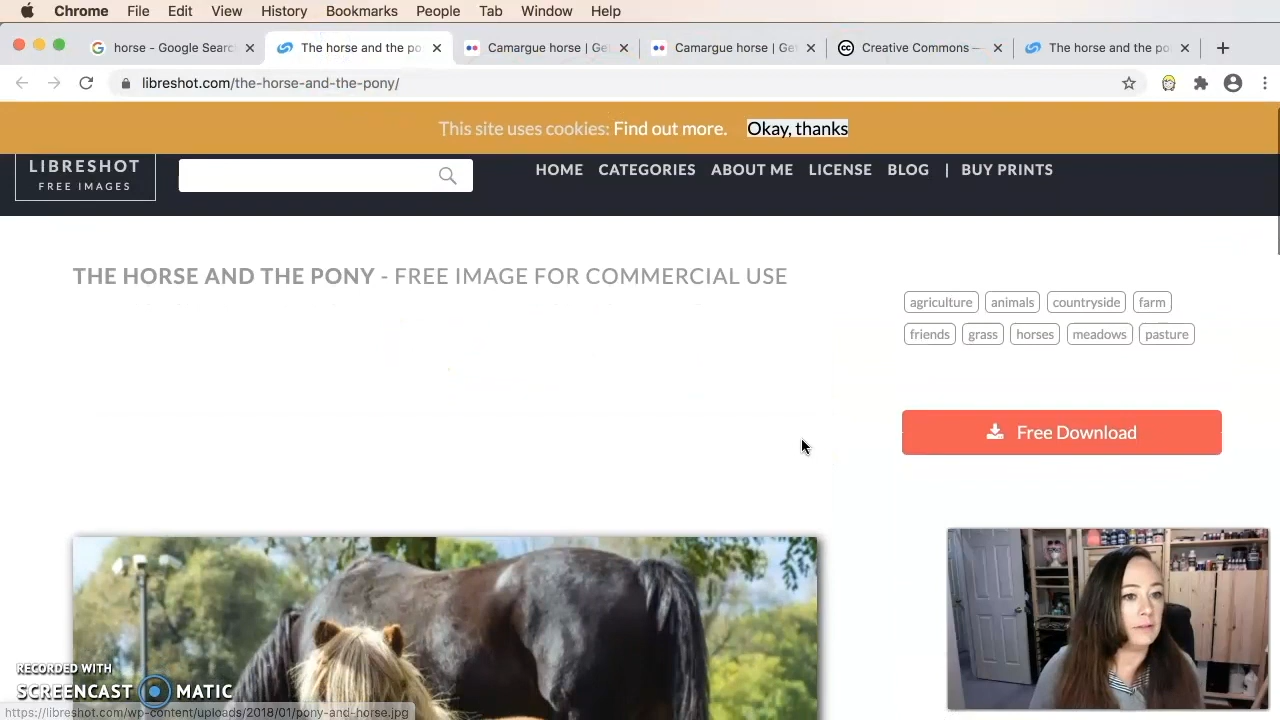 Chrome File Edit View History Bookmarks People Tab Window Help
horse - Google Searc
The horse and the po
Camargue horse | Get
Camargue horse | Get
Creative Commons —
The horse and the po
libreshot.com/the-horse-and-the-pony/
This site uses cookies: Find out more. Okay, thanks
LIBRESHOT
FREE IMAGES
HOME CATEGORIES ABOUT ME LICENSE BLOG | BUY PRINTS
THE HORSE AND THE PONY - FREE IMAGE FOR COMMERCIAL USE
agriculture animals countryside farm
friends grass horses meadows pasture
Free Download
RECORDED WITH
SCREENCAST MATIC
https://libreshot.com/wp-content/uploads/2018/01/pony-and-horse.jpg